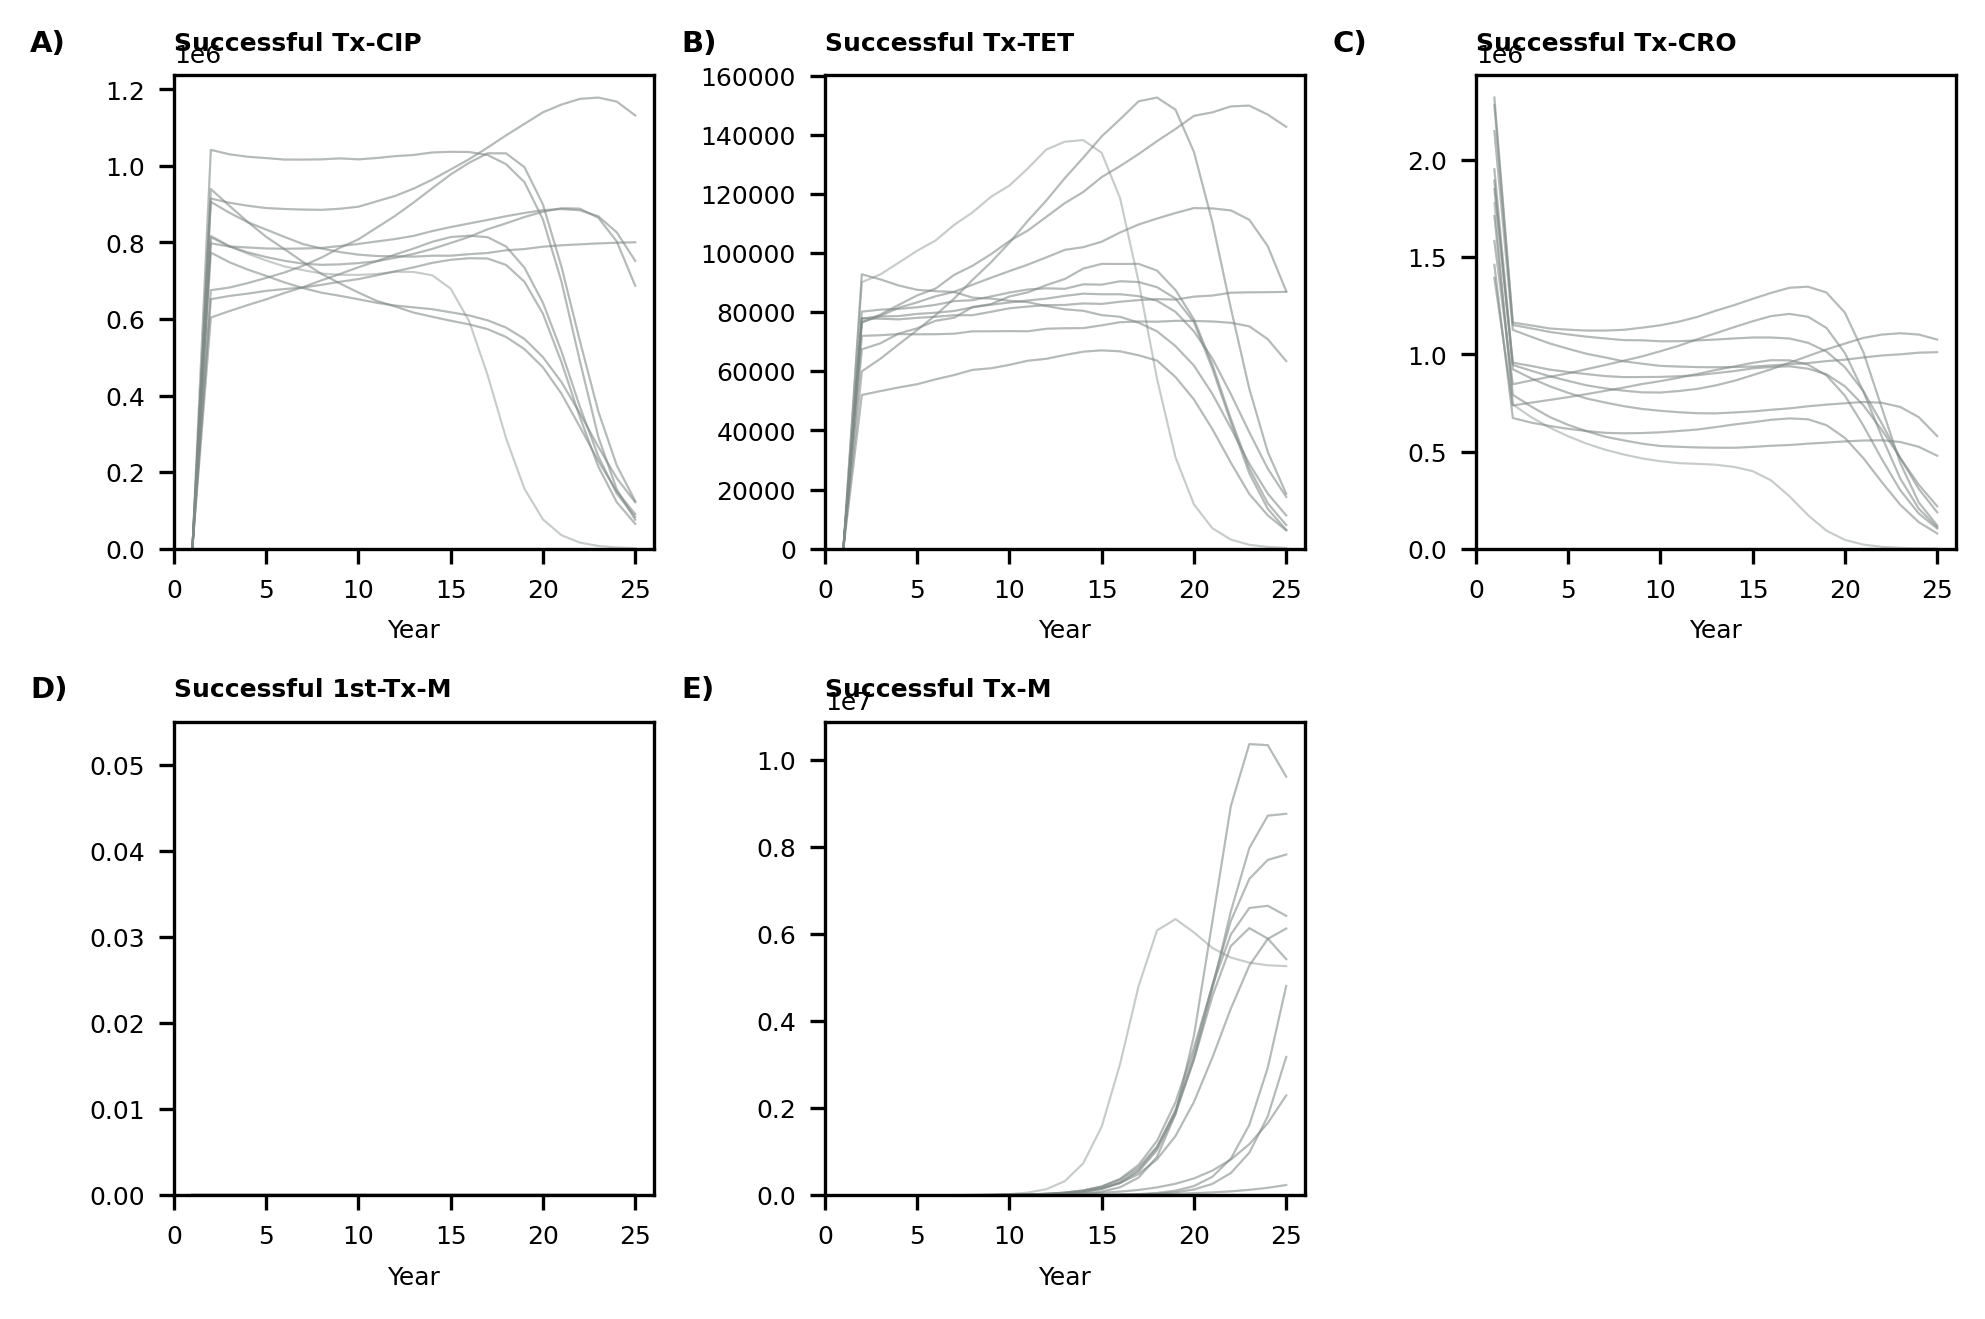 A) Successful Tx-CIP
1e6
1.2
1.0
0.8
0.6
0.4
0.2
0.0
0 5 10 15 20 25
Year
B) Successful Tx-TET
160000
140000
120000
100000
80000
60000
40000
20000
0
0 5 10 15 20 25
Year
C) Successful Tx-CRO
1e6
2.0
1.5
1.0
0.5
0.0
0 5 10 15 20 25
Year
D) Successful 1st-Tx-M
0.05
0.04
0.03
0.02
0.01
0.00
0 5 10 15 20 25
Year
E) Successful Tx-M
1e7
1.0
0.8
0.6
0.4
0.2
0.0
0 5 10 15 20 25
Year